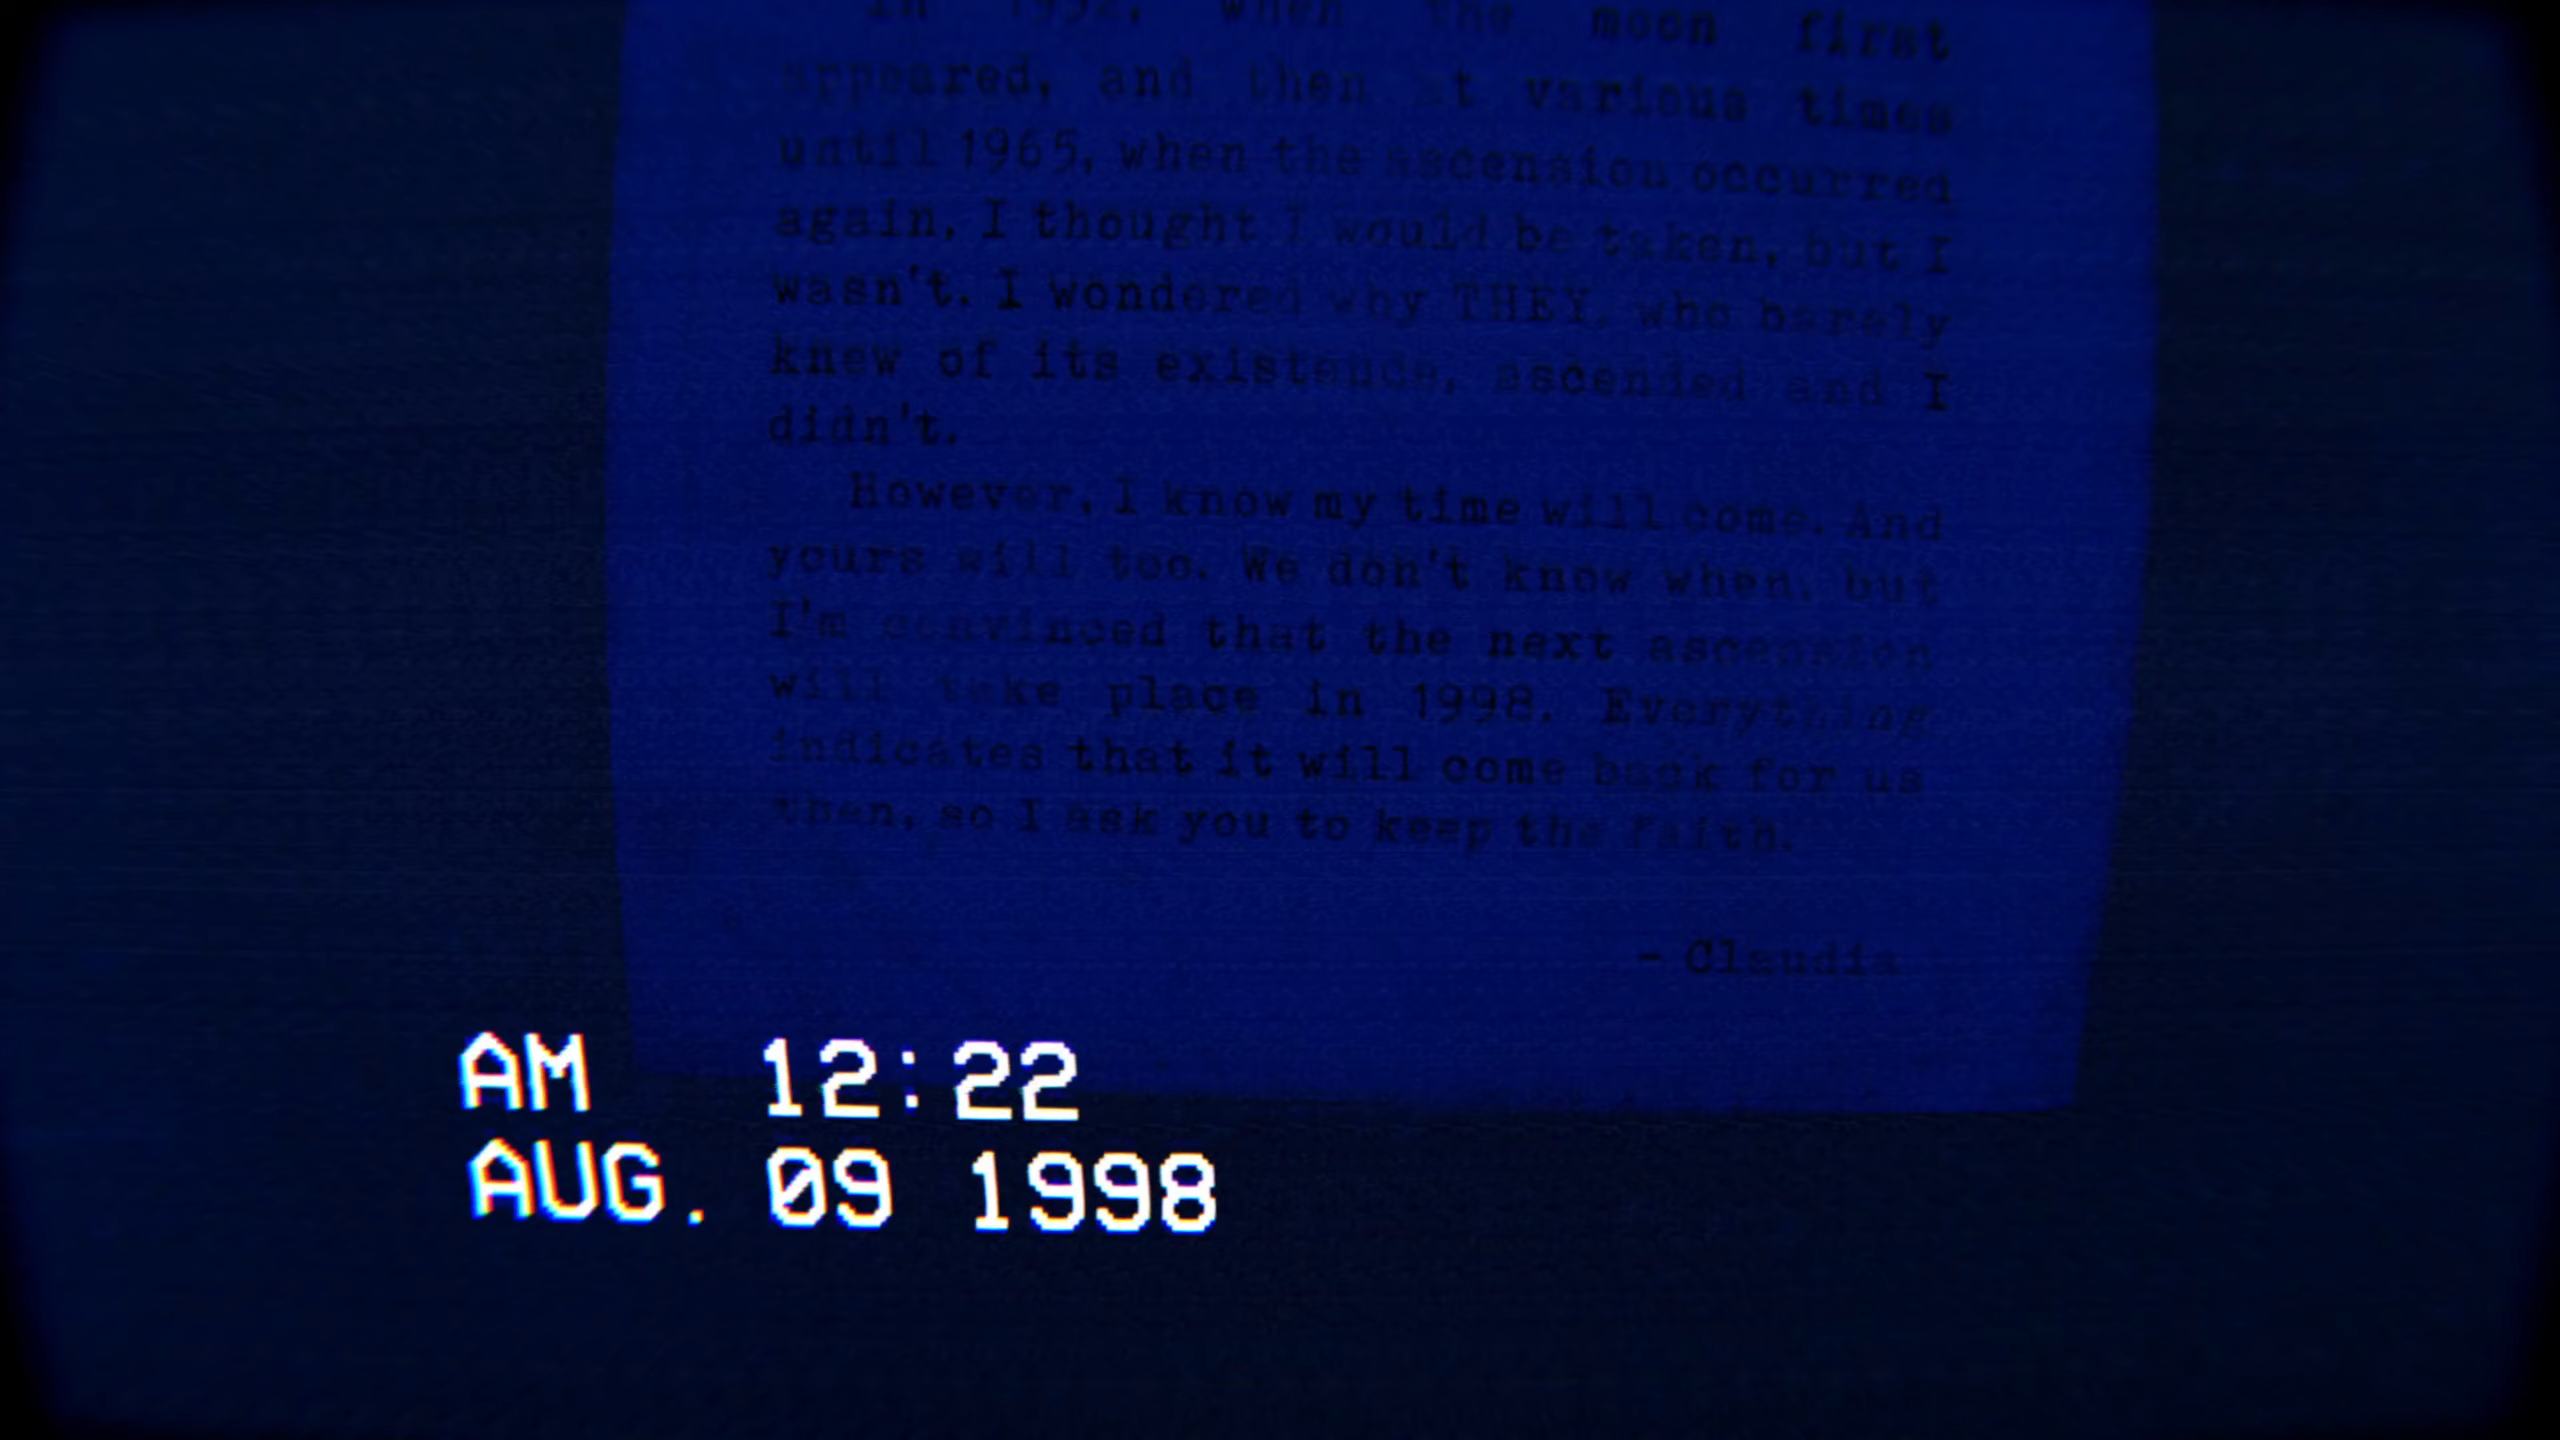 In 1952, when the moon first
appeared, and then at various times
until 1965, when the ascension occurred
again, I thought I would be taken, but I
wasn't. I wondered why THEY, who barely
knew of its existence, ascended and I
didn't.
However, I know my time will come. And
yours will too. We don't know when, but
I'm convinced that the next ascension
will take place in 1998. Everything
indicates that it will come back for us
then, so I ask you to keep the faith.
- Claudia
AM 12:22
AUG. 09 1998